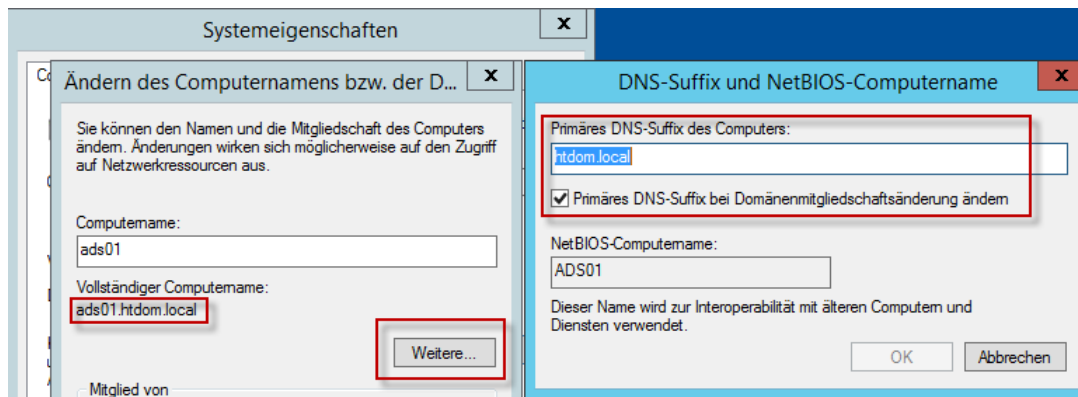 Systemeigenschaften
x
Ändern des Computernamens bzw. der D...
x
Sie können den Namen und die Mitgliedschaft des Computers
ändern. Änderungen wirken sich möglicherweise auf den Zugriff
auf Netzwerkressourcen aus.
Computername:
ads01
Vollständiger Computername:
ads01.htdom.local
Weitere...
Mitglied von
DNS-Suffix und NetBIOS-Computername
x
Primäres DNS-Suffix des Computers:
htdom.local
Primäres DNS-Suffix bei Domänenmitgliedschaftsänderung ändern
NetBIOS-Computername:
ADS01
Dieser Name wird zur Interoperabilität mit älteren Computern und
Diensten verwendet.
OK
Abbrechen